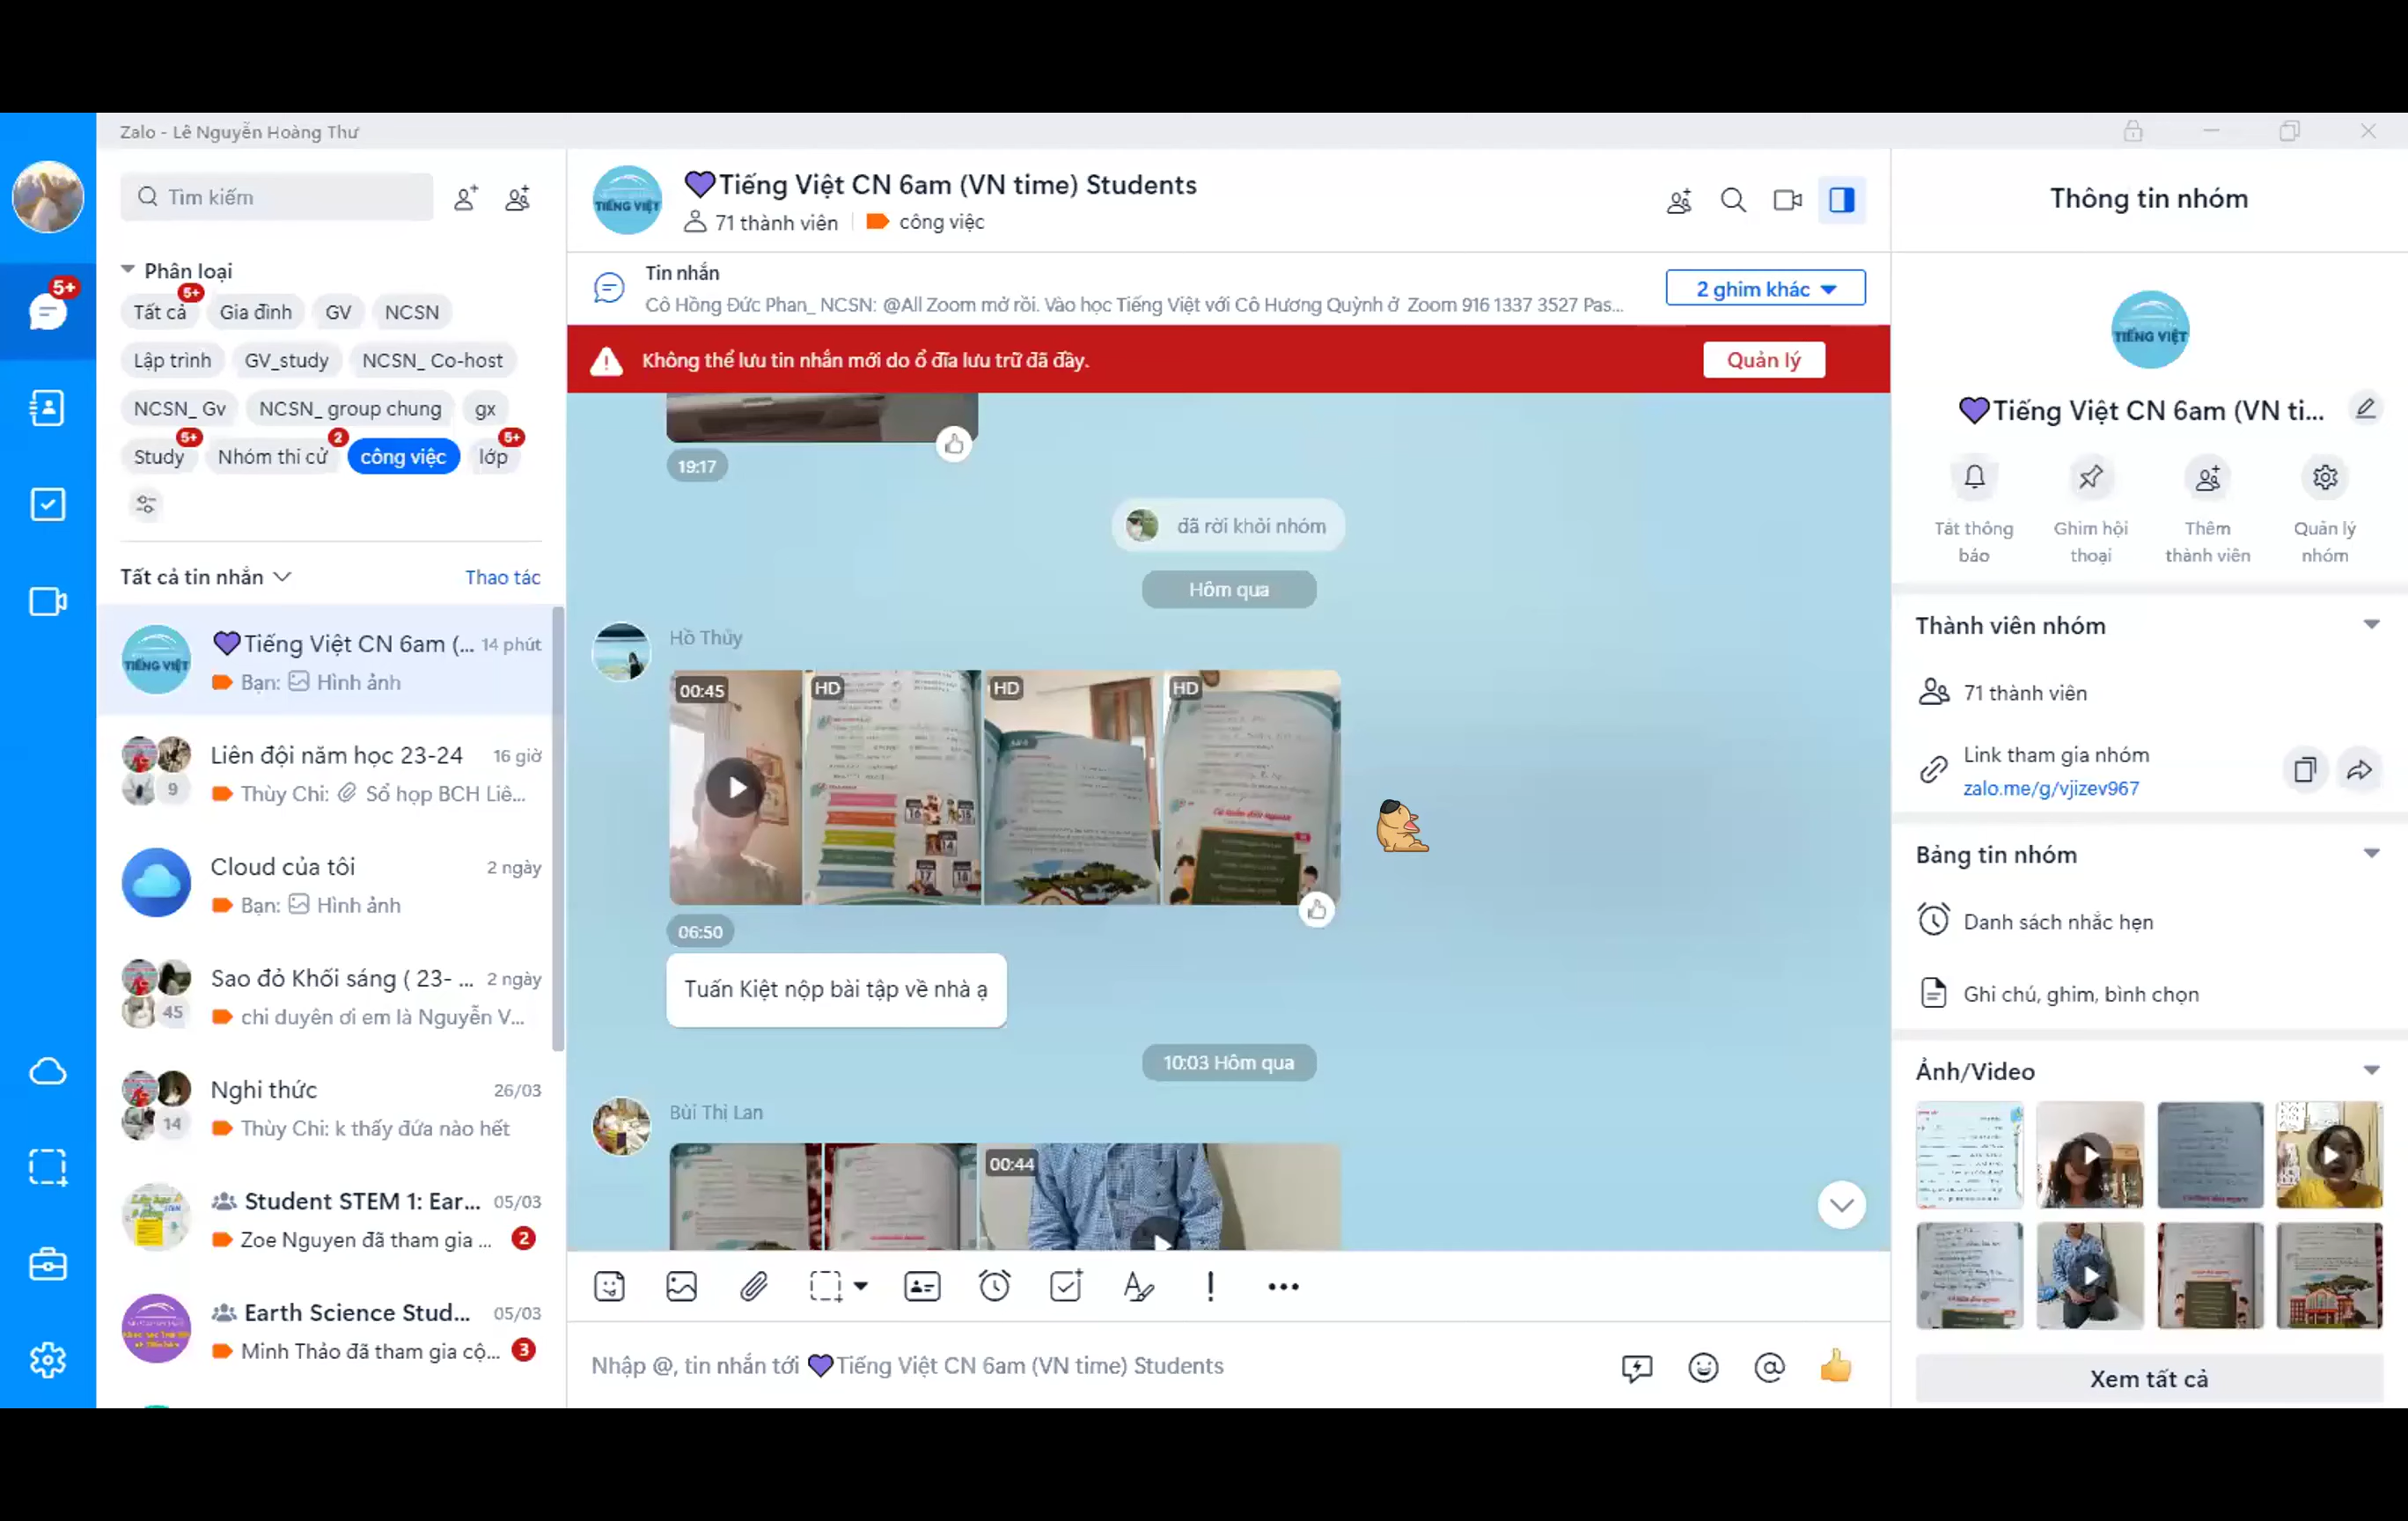 Zalo - Lê Nguyễn Hoàng Thư
Tìm kiếm
Phân loại
5+
Tất cả
5+
Gia đình
GV
NCSN
Lập trình
GV_study
NCSN_ Co-host
NCSN_ Gv
NCSN_ group chung
gx
Study
5+
Nhóm thi cử
2
công việc
lớp
5+
Tất cả tin nhắn
Thao tác
TIẾNG VIỆT
💜Tiếng Việt CN 6am (...
14 phút
Bạn: Hình ảnh
Liên đội năm học 23-24
16 giờ
9
Thùy Chi: Sổ họp BCH Liê...
Cloud của tôi
2 ngày
Bạn: Hình ảnh
Sao đỏ Khối sáng ( 23- ...
2 ngày
45
chi duyên ơi em là Nguyễn V...
Nghi thức
26/03
14
Thùy Chi: k thấy đứa nào hết
Student STEM 1: Ear...
05/03
Zoe Nguyen đã tham gia ...
2
Earth Science Stud...
05/03
Minh Thảo đã tham gia cộ...
3
TIẾNG VIỆT
💜Tiếng Việt CN 6am (VN time) Students
71 thành viên
công việc
Tin nhắn
Cô Hồng Đức Phan_ NCSN: @All Zoom mở rồi. Vào học Tiếng Việt với Cô Hương Quỳnh ở Zoom 916 1337 3527 Pas...
2 ghim khác
Không thể lưu tin nhắn mới do ổ đĩa lưu trữ đã đầy.
Quản lý
19:17
đã rời khỏi nhóm
Hôm qua
Hồ Thủy
00:45
HD
HD
HD
06:50
Tuấn Kiệt nộp bài tập về nhà ạ
10:03 Hôm qua
Bùi Thị Lan
00:44
Nhập @, tin nhắn tới 💜Tiếng Việt CN 6am (VN time) Students
Thông tin nhóm
TIẾNG VIỆT
💜Tiếng Việt CN 6am (VN ti...
Tắt thông báo
Ghim hội thoại
Thêm thành viên
Quản lý nhóm
Thành viên nhóm
71 thành viên
Link tham gia nhóm
zalo.me/g/vjizev967
Bảng tin nhóm
Danh sách nhắc hẹn
Ghi chú, ghim, bình chọn
Ảnh/Video
Xem tất cả